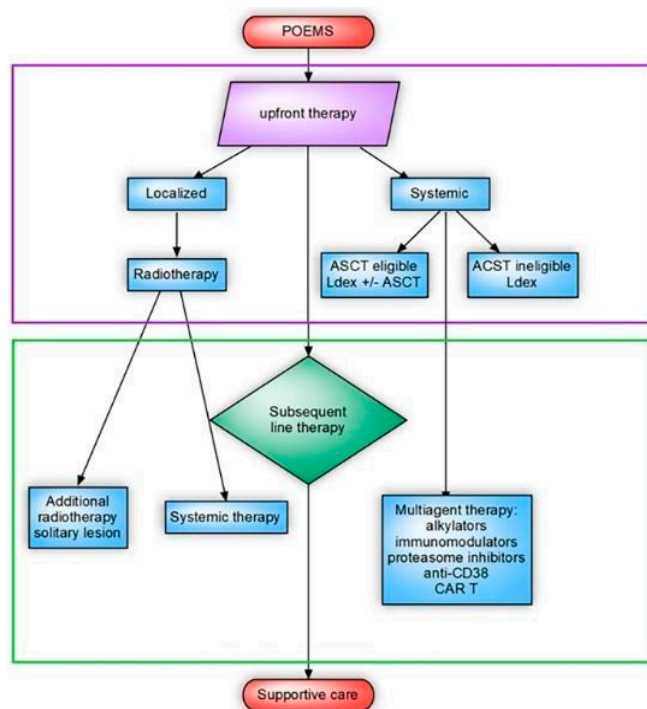 POEMS
upfront therapy
Localized
Systemic
Radiotherapy
ASCT eligible
Ldex +/- ASCT
ACST ineligible
Ldex
Subsequent
line therapy
Additional
radiotherapy
solitary lesion
Systemic therapy
Multiagent therapy:
alkylators
immunomodulators
proteasome inhibitors
anti-CD38
CAR T
Supportive care